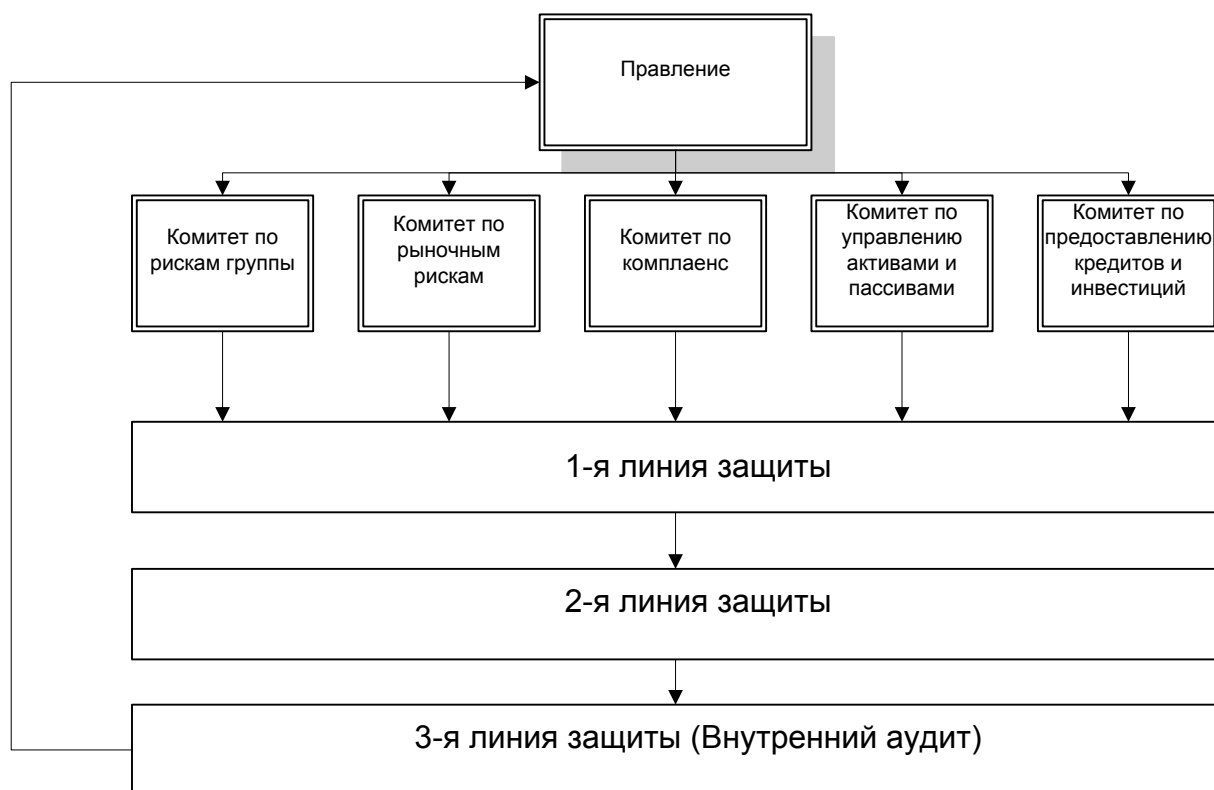 Правление
Комитет по
рискам группы
Комитет по
рыночным
рискам
Комитет по
комплаенс
Комитет по
управлению
активами и
пассивами
Комитет по
предоставлению
кредитов и
инвестиций
1-я линия защиты
2-я линия защиты
3-я линия защиты (Внутренний аудит)